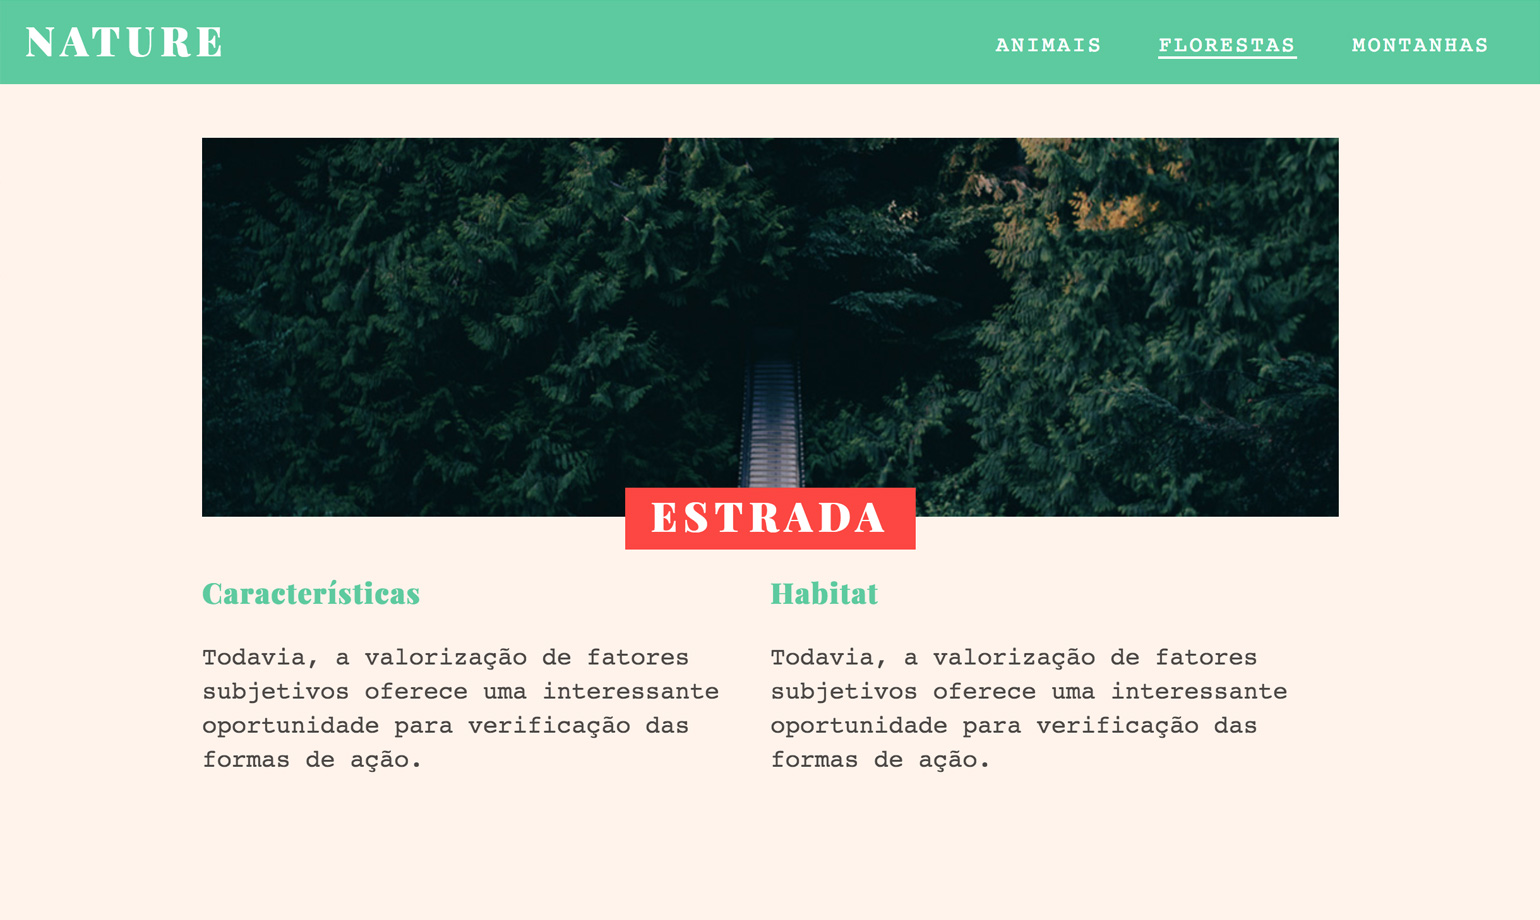 NATURE
ANIMAIS FLORESTAS MONTANHAS
ESTRADA
Características
Todavia, a valorização de fatores
subjetivos oferece uma interessante
oportunidade para verificação das
formas de ação.
Habitat
Todavia, a valorização de fatores
subjetivos oferece uma interessante
oportunidade para verificação das
formas de ação.